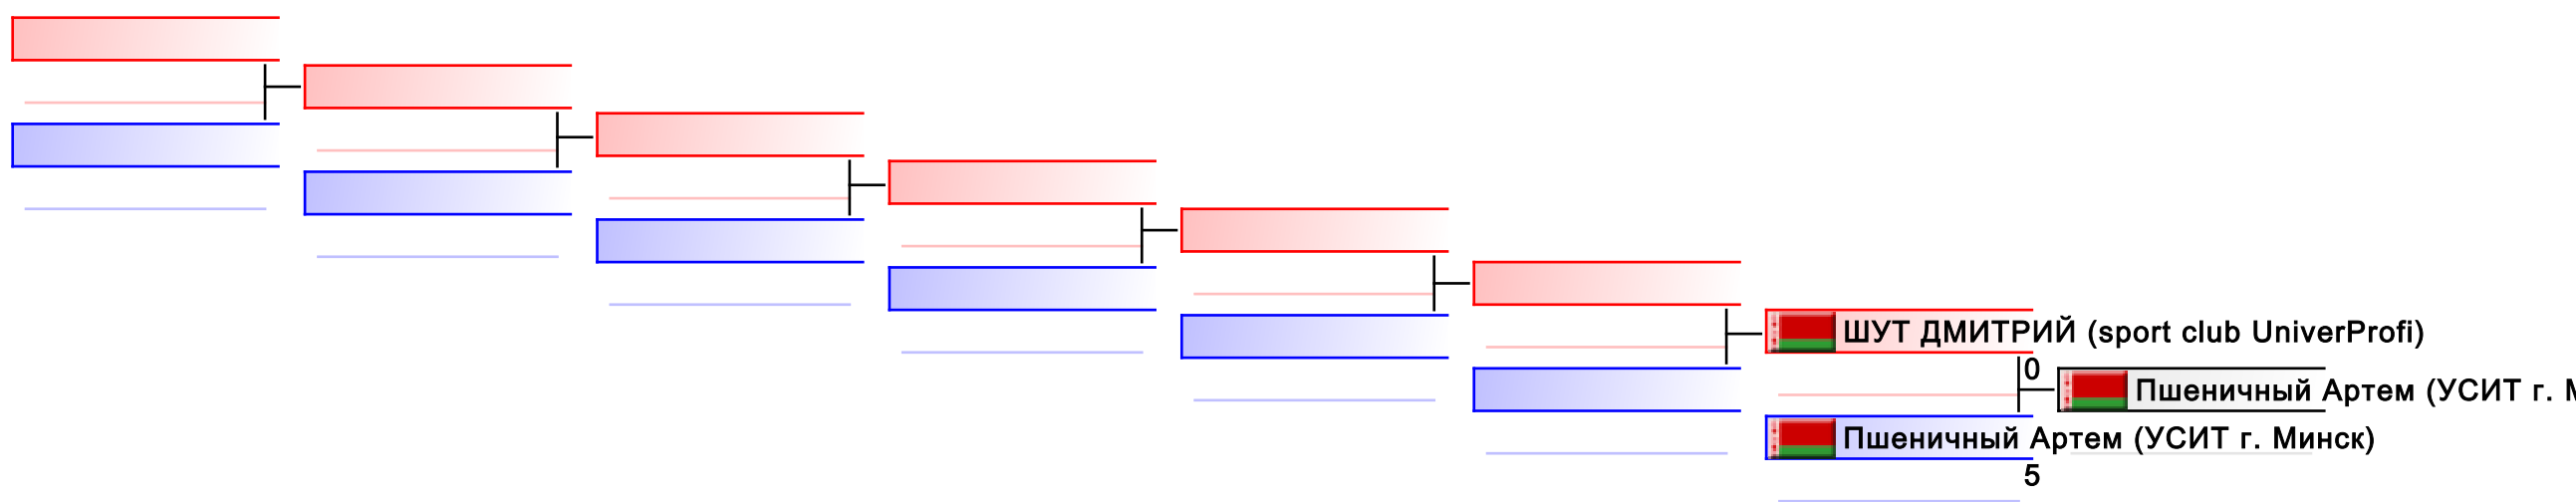 ШУТ ДМИТРИЙ (sport club UniverProfi)
0
Пшеничный Артем (УСИТ г.
Пшеничный Артем (УСИТ г. Минск)
5